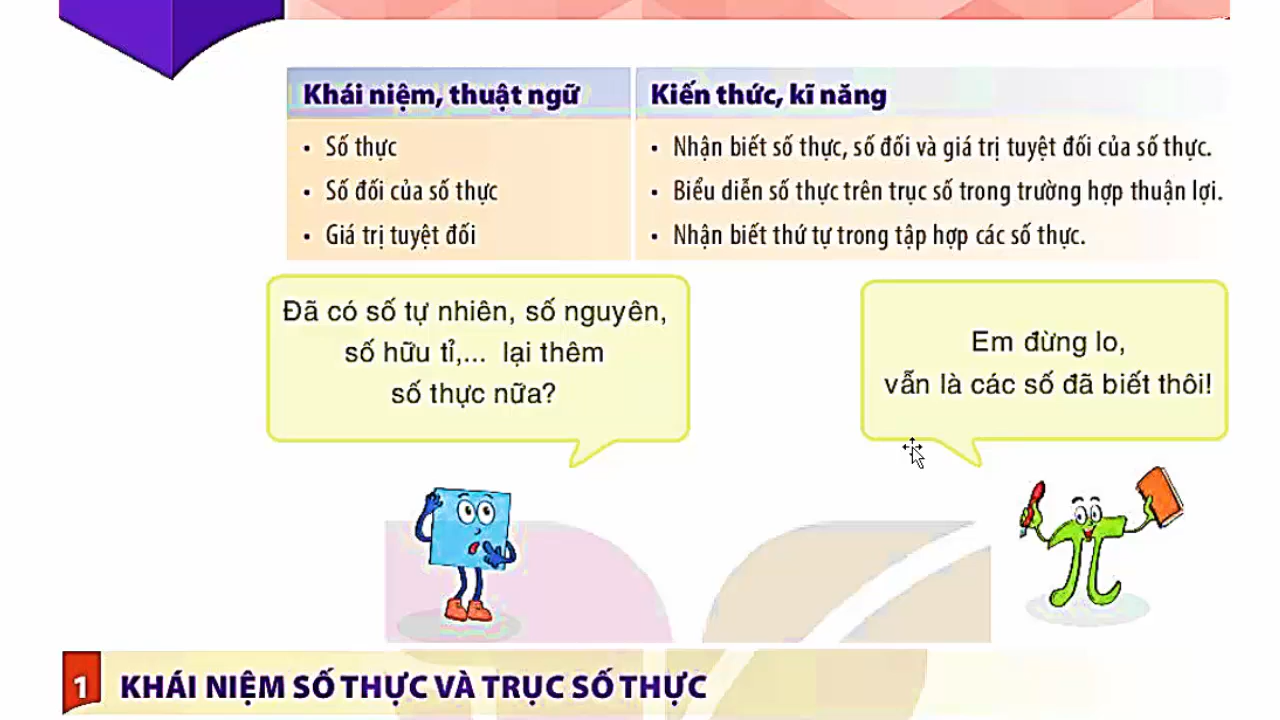 Khái niệm, thuật ngữ
Kiến thức, kĩ năng
• Số thực
• Số đối của số thực
• Giá trị tuyệt đối
• Nhận biết số thực, số đối và giá trị tuyệt đối của số thực.
• Biểu diễn số thực trên trục số trong trường hợp thuận lợi.
• Nhận biết thứ tự trong tập hợp các số thực.
Đã có số tự nhiên, số nguyên,
số hữu tỉ,... lại thêm
số thực nữa?
Em đừng lo,
vẫn là các số đã biết thôi!
1 KHÁI NIỆM SỐ THỰC VÀ TRỤC SỐ THỰC